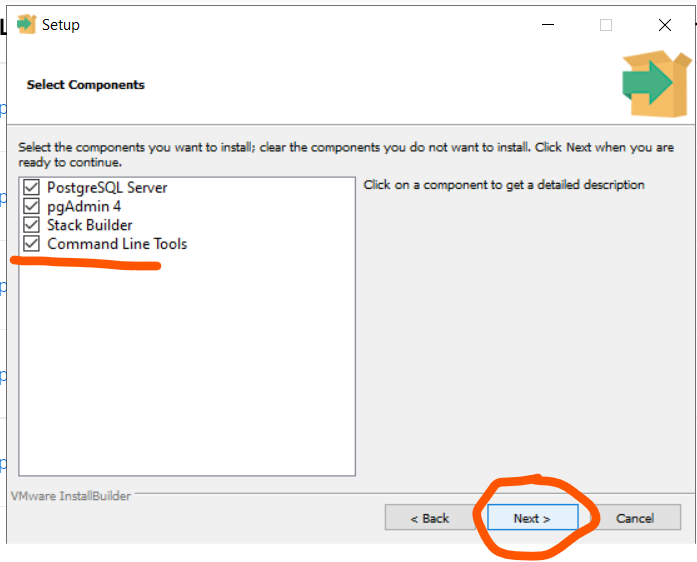 Setup
Select Components
Select the components you want to install; clear the components you do not want to install. Click Next when you are
ready to continue.
PostgreSQL Server
pgAdmin 4
Stack Builder
Command Line Tools
Click on a component to get a detailed description
VMware InstallBuilder
< Back
Next >
Cancel